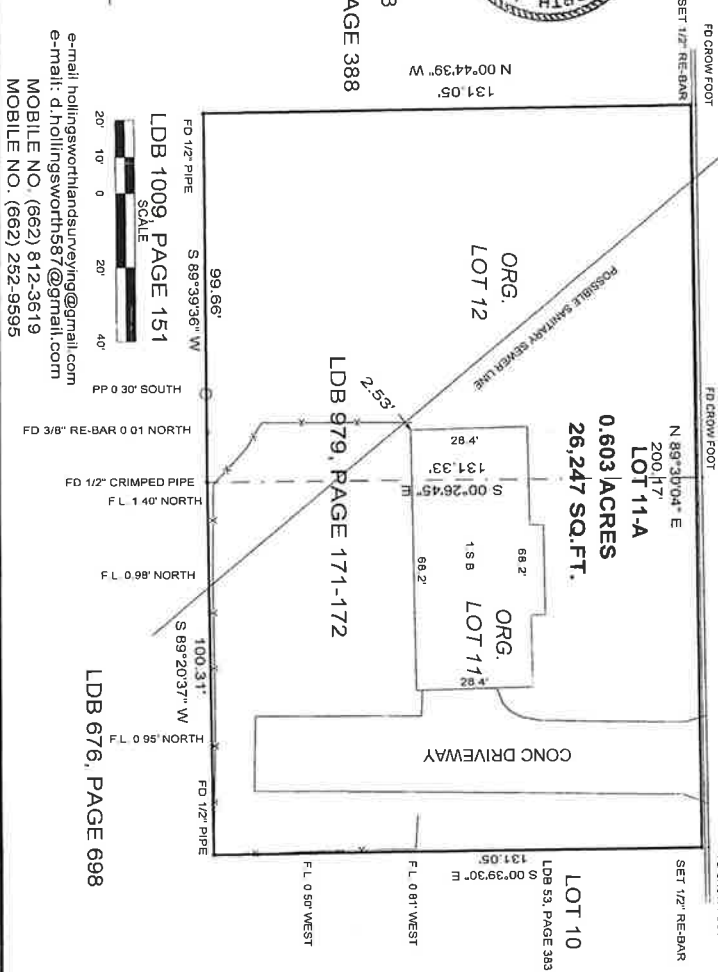 FD CROW FOOT
SET 1/2" RE-BAR
FD CROW FOOT
N 89°30'04" E
200.17'
LOT 11-A
0.603 ACRES
26,247 SQ.FT.
SET 1/2" RE-BAR
PAGE 388
N 00°44'39" W
131.05'
ORG.
LOT 12
POSSIBLE SANITARY SEWER LINE
2.53'
28.4'
131.33'
S 00°26'45" E
68.2'
1.S B
68.2'
ORG.
LOT 11
28.4'
LDB 979, PAGE 171-172
CONC DRIVEWAY
S 00°39'30" E
131.05'
LOT 10
LDB 53, PAGE 383
F L 0 81' WEST
F L 0 50' WEST
FD 1/2" PIPE
S 89°39'36" W
99.66'
PP 0 30' SOUTH
FD 3/8" RE-BAR 0 01 NORTH
FD 1/2" CRIMPED PIPE
F L 1 40' NORTH
F L 0.98' NORTH
100.31'
S 89°20'37" W
F L 0 95' NORTH
FD 1/2" PIPE
LDB 676, PAGE 698
LDB 1009, PAGE 151
SCALE
20' 10' 0 20' 40'
e-mail hollingsworthlandsurveying@gmail.com
e-mail: d.hollingsworth587@gmail.com
MOBILE NO. (662) 812-3619
MOBILE NO. (662) 252-9595